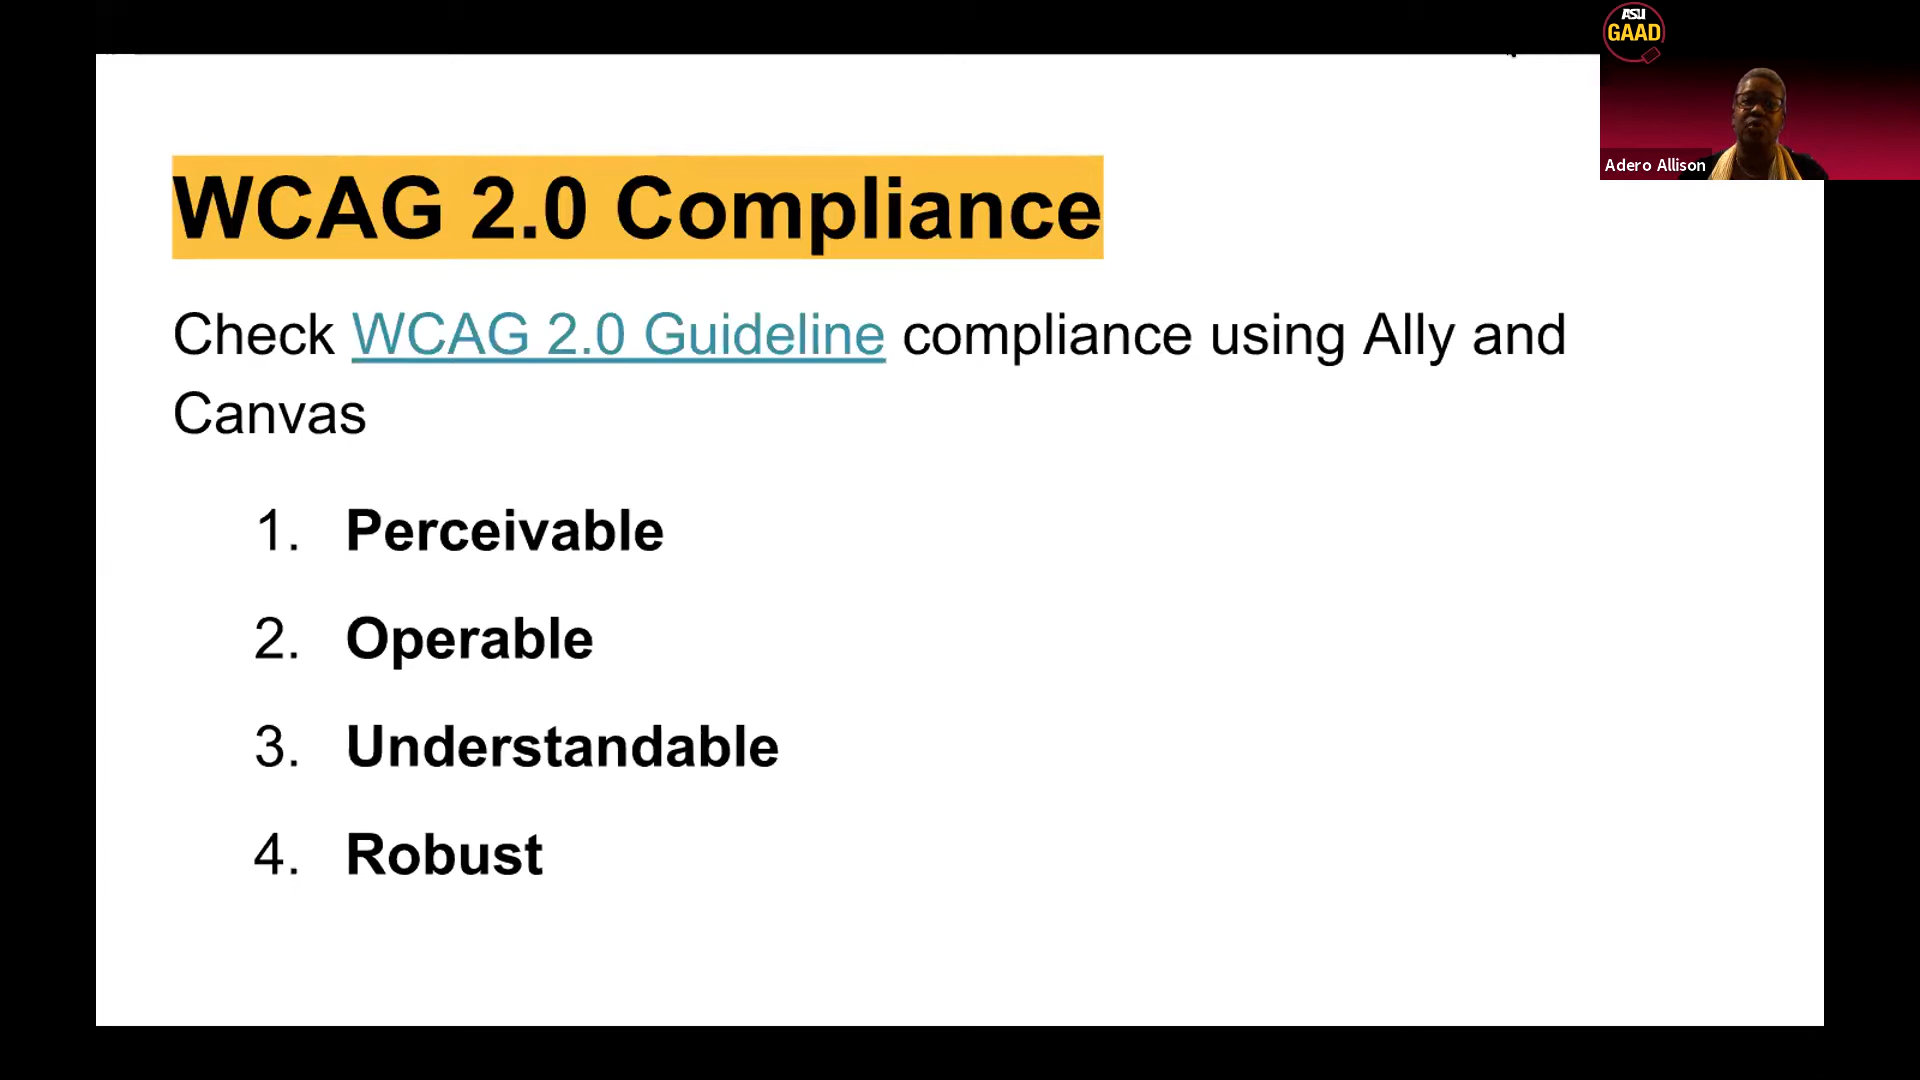 ASU
GAAD
Adero Allison
WCAG 2.0 Compliance
Check WCAG 2.0 Guideline compliance using Ally and
Canvas
1. Perceivable
2. Operable
3. Understandable
4. Robust